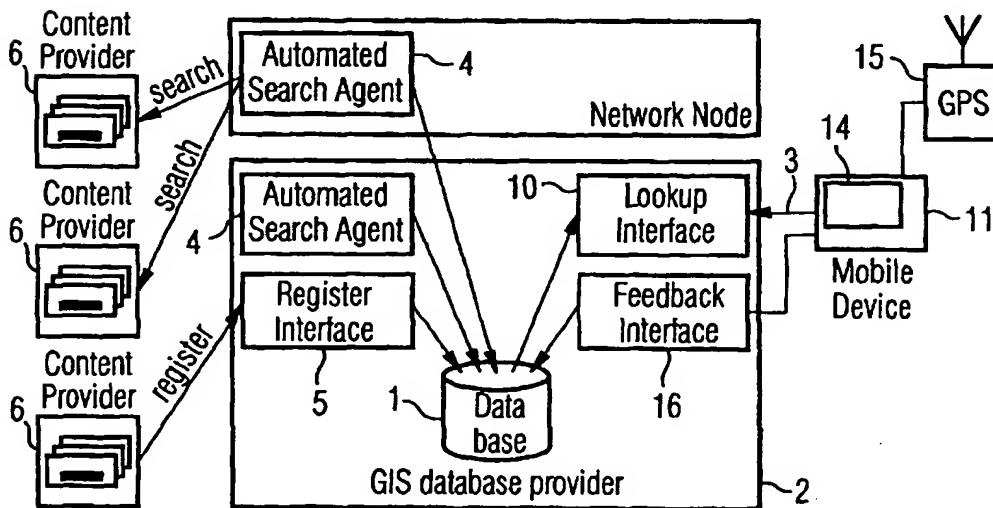 Content
Provider
6
search
Automated
Search Agent
4
Network Node
15
GPS
search
Content
Provider
6
4
Automated
Search Agent
10
Lookup
Interface
3
14
11
Mobile
Device
Register
Interface
5
Feedback
Interface
16
register
Content
Provider
6
1
Data
base
GIS database provider
2